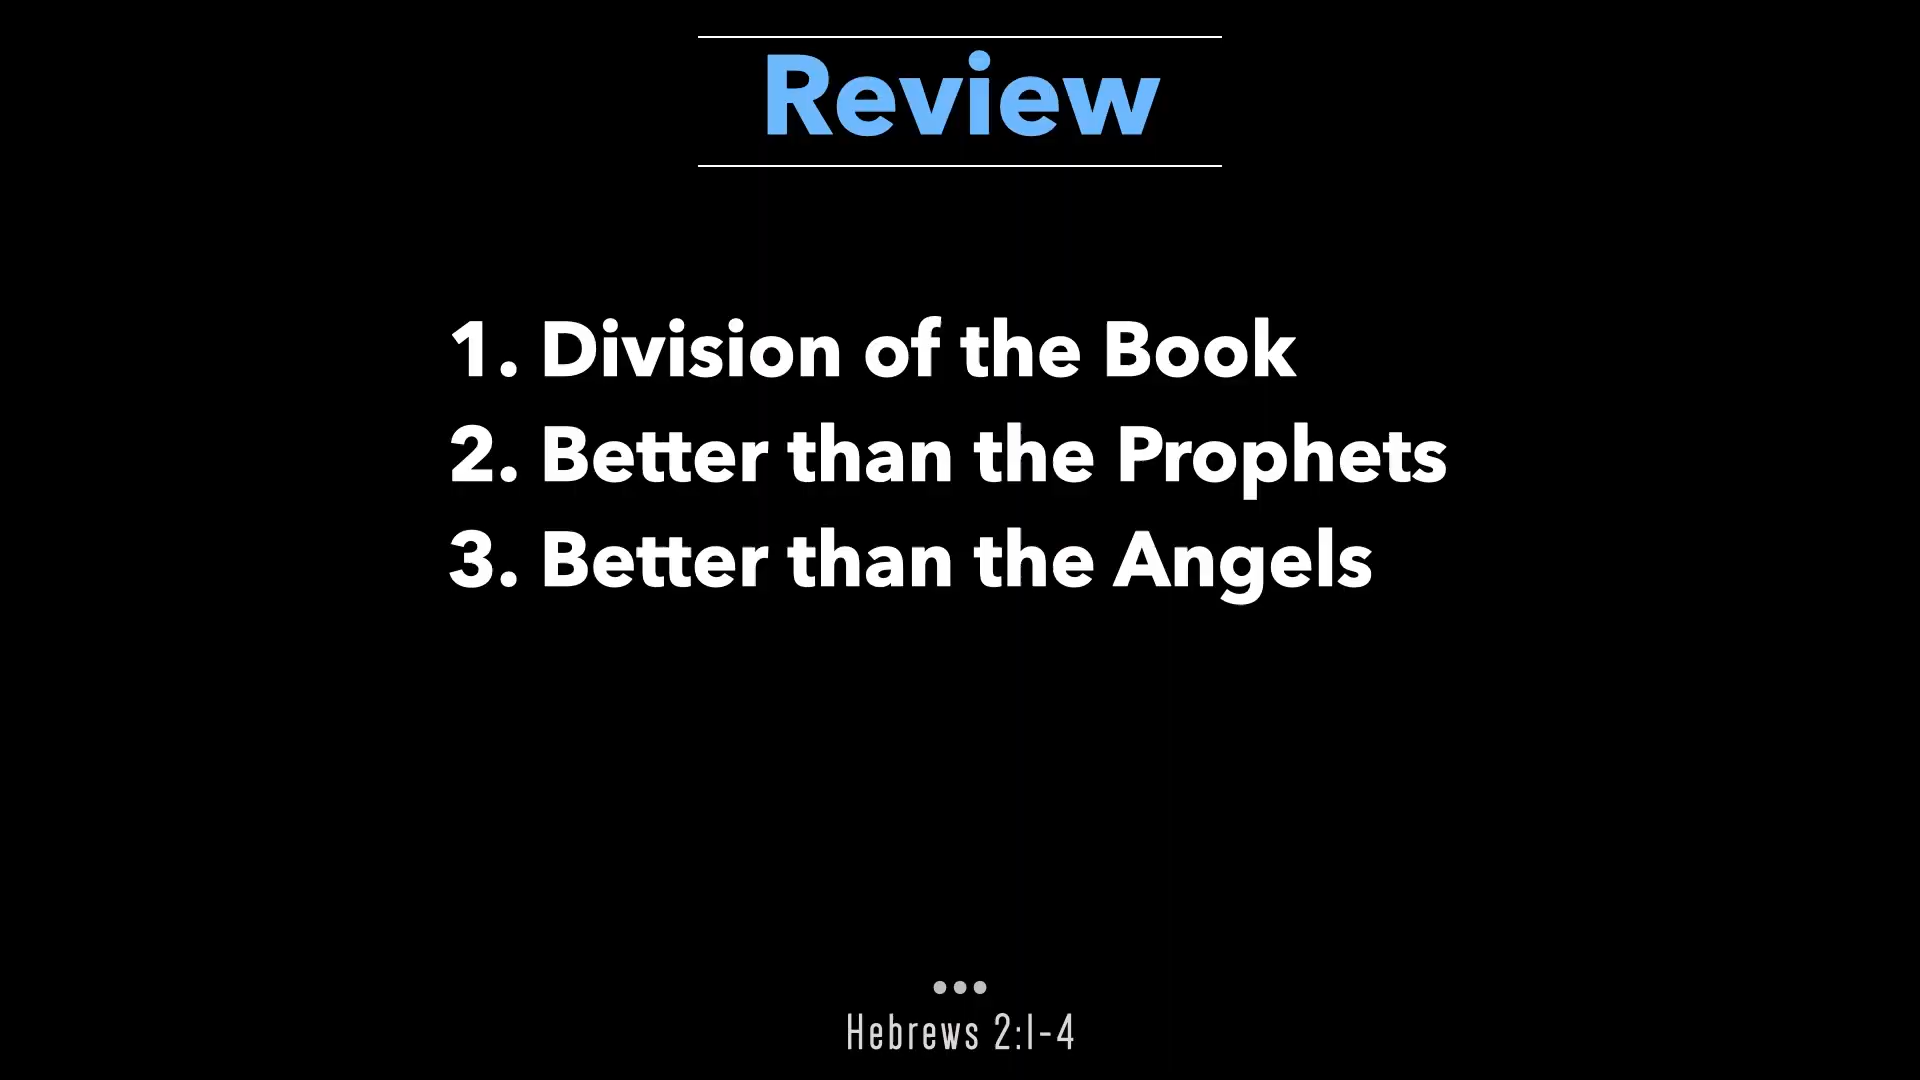 Review
1. Division of the Book
2. Better than the Prophets
3. Better than the Angels
Hebrews 2:1-4